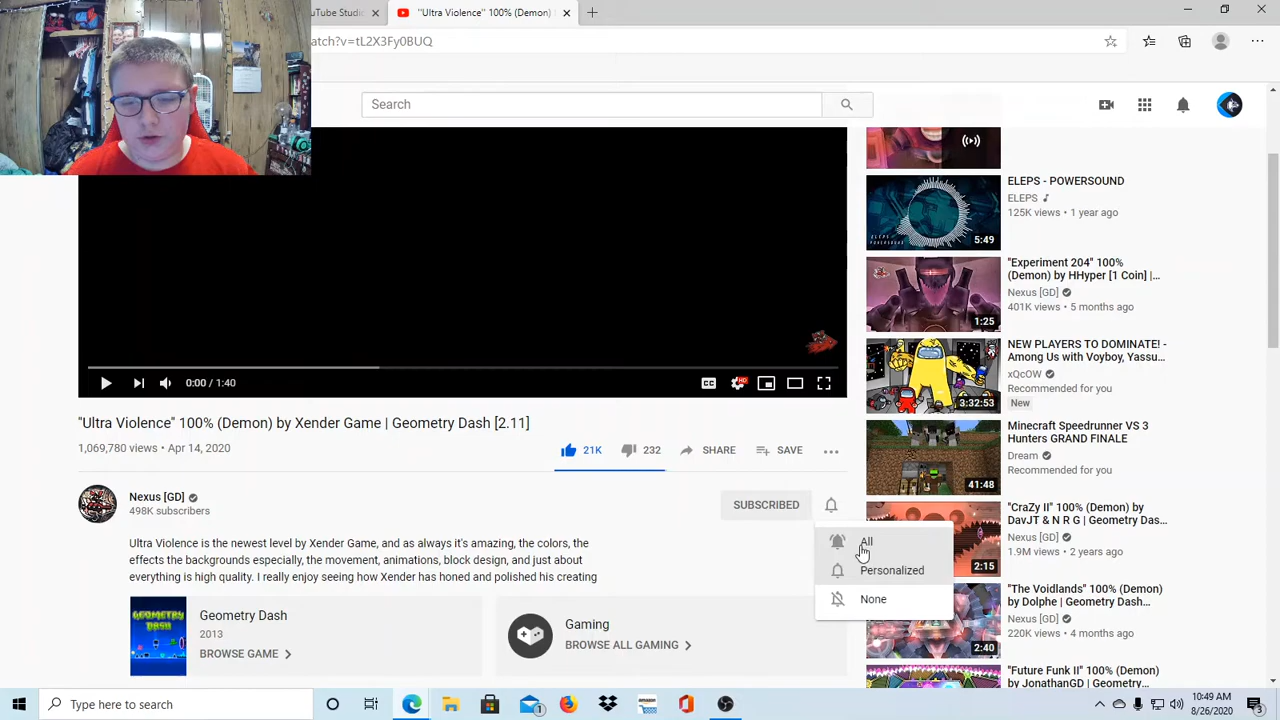 uTube Studio
"Ultra Violence" 100% (Demon)
atch?v=tL2X3Fy0BUQ
Search
0:00 / 1:40
CC
HD
"Ultra Violence" 100% (Demon) by Xender Game | Geometry Dash [2.11]
1,069,780 views • Apr 14, 2020
21K
232
SHARE
SAVE
Nexus [GD]
498K subscribers
SUBSCRIBED
All
Personalized
None
Ultra Violence is the newest level by Xender Game, and as always it's amazing, the colors, the
effects the backgrounds especially, the movement, animations, block design, and just about
everything is high quality. I really enjoy seeing how Xender has honed and polished his creating
GEOMETRY
DASH
Geometry Dash
2013
BROWSE GAME
Gaming
BROWSE ALL GAMING
ELEPS - POWERSOUND
ELEPS
125K views • 1 year ago
5:49
"Experiment 204" 100%
(Demon) by HHyper [1 Coin] |...
Nexus [GD]
401K views • 5 months ago
1:25
NEW PLAYERS TO DOMINATE! -
Among Us with Voyboy, Yassu...
xQcOW
Recommended for you
New
3:32:53
Minecraft Speedrunner VS 3
Hunters GRAND FINALE
Dream
Recommended for you
41:48
"CraZy II" 100% (Demon) by
DavJT & N R G | Geometry Das...
Nexus [GD]
1.9M views • 2 years ago
2:15
"The Voidlands" 100% (Demon)
by Dolphe | Geometry Dash...
Nexus [GD]
220K views • 4 months ago
2:40
"Future Funk II" 100% (Demon)
by JonathanGD | Geometry
Type here to search
1
10:49 AM
8/26/2020
3